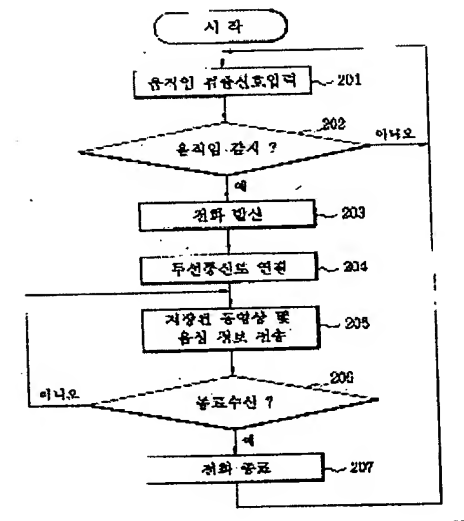 시 작
움직임 검출신호입력
201
움직임 감지 ?
202
아니오
예
전화 발신
203
무선통신로 연결
204
저장된 동영상 및
음성 정보 전송
205
종료수신 ?
206
아니오
예
전화 종료
207